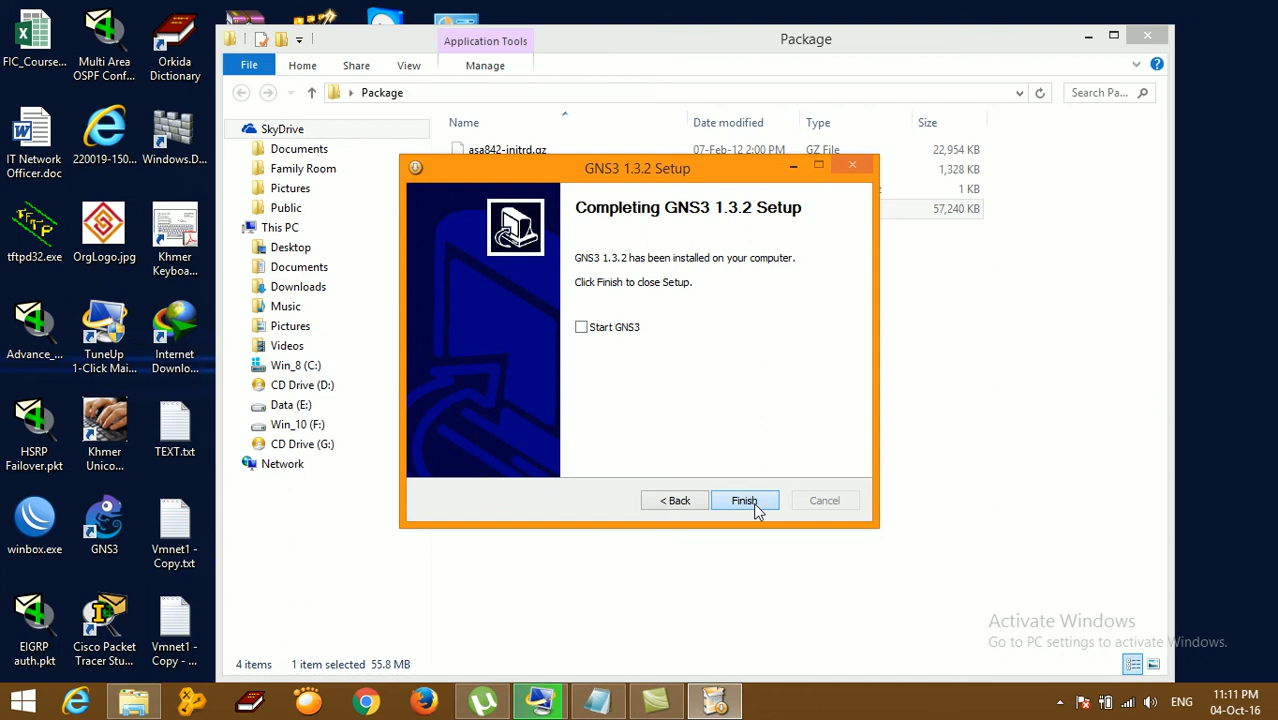 FIC_Course...
Multi Area
OSPF Conf...
Orkida
Dictionary
IT Network
Officer.doc
220019-150...
Windows.D...
tftpd32.exe
OrgLogo.jpg
Khmer
Keyboa...
Advance_...
TuneUp
1-Click Mai...
Internet
Downlo...
HSRP
Failover.pkt
Khmer
Unico...
TEXT.txt
winbox.exe
GNS3
Vmnet1 -
Copy.txt
EIGRP
auth.pkt
Cisco Packet
Tracer Stu...
Vmnet1 -
Copy - ...
Application Tools
Package
File
Home
Share
View
Manage
Package
Search Pa...
Name
Date modified
Type
Size
asa842-initrd.gz
07-Feb-12 2:00 PM
GZ File
22,954 KB
1,328 KB
1 KB
57,240 KB
SkyDrive
Documents
Family Room
Pictures
Public
This PC
Desktop
Documents
Downloads
Music
Pictures
Videos
Win_8 (C:)
CD Drive (D:)
Data (E:)
Win_10 (F:)
CD Drive (G:)
Network
GNS3 1.3.2 Setup
Completing GNS3 1.3.2 Setup
GNS3 1.3.2 has been installed on your computer.
Click Finish to close Setup.
Start GNS3
< Back
Finish
Cancel
Activate Windows
Go to PC settings to activate Windows.
4 items
1 item selected 55.8 MB
ENG
11:11 PM
04-Oct-16